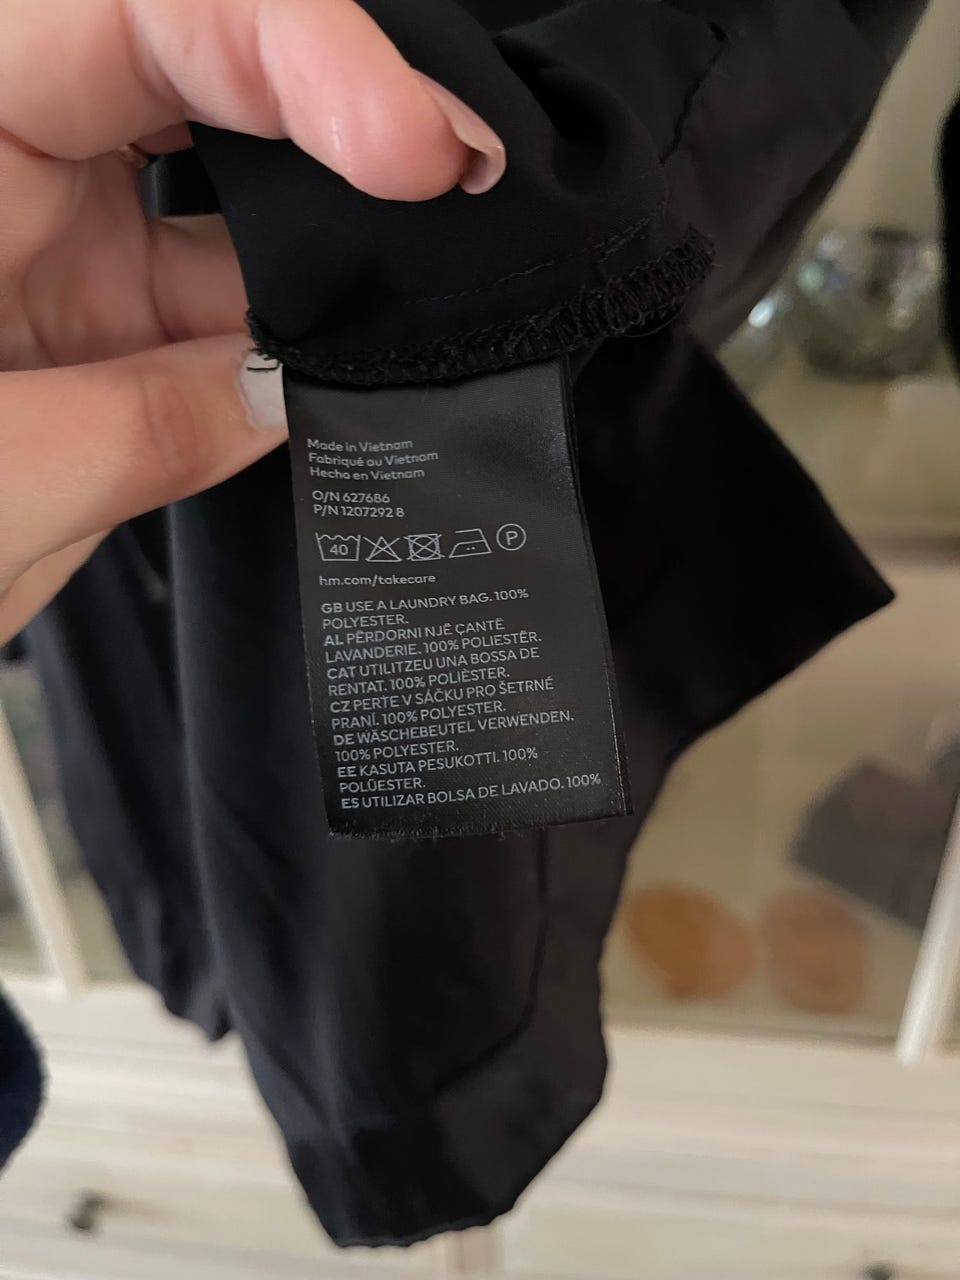 Made in Vietnam
Fabriqué au Vietnam
Hecho en Vietnam
O/N 627686
P/N 1207292 8
40 P
hm.com/takecare
GB USE A LAUNDRY BAG. 100%
POLYESTER.
AL PËRDORNI NJË ÇANTË
LAVANDERIE. 100% POLIESTËR.
CAT UTILITZEU UNA BOSSA DE
RENTAT. 100% POLIÈSTER.
CZ PERTE V SÁČKU PRO ŠETRNÉ
PRANÍ. 100% POLYESTER.
DE WÄSCHEBEUTEL VERWENDEN.
100% POLYESTER.
EE KASUTA PESUKOTTI. 100%
POLÜESTER.
ES UTILIZAR BOLSA DE LAVADO. 100%